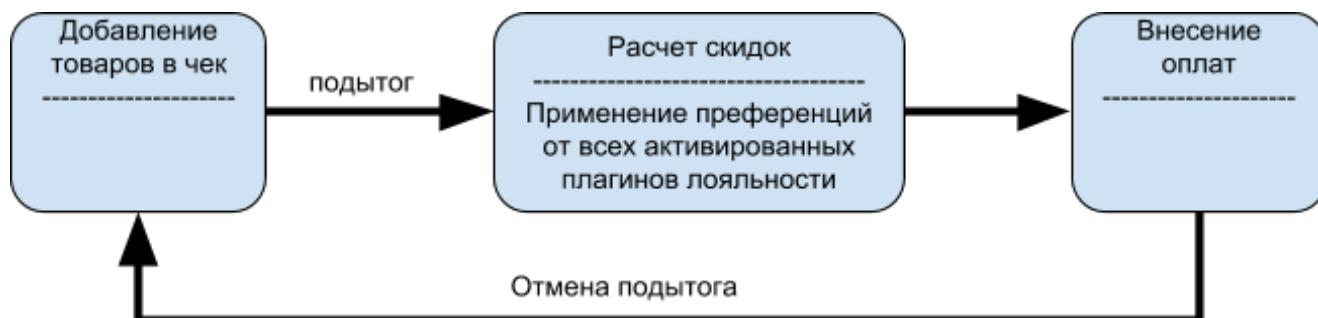 Добавление
товаров в чек
---------------------
подытог
Расчет скидок
------------------------------------
Применение преференций
от всех активированных
плагинов лояльности
Внесение
оплат
---------------------
Отмена подытога